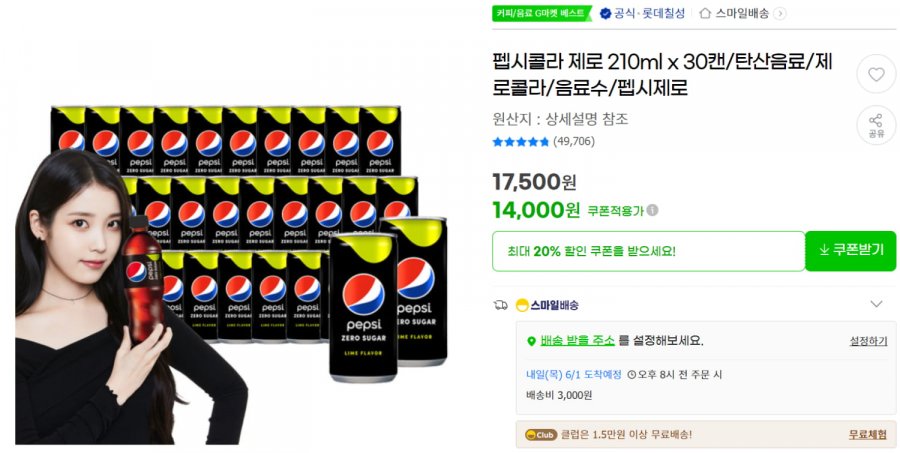 커피/음료 G마켓 베스트 공식 · 롯데칠성 스마일배송
펩시콜라 제로 210ml x 30캔/탄산음료/제
로콜라/음료수/펩시제로
원산지 : 상세설명 참조
공유
(49,706)
17,500원
14,000원 쿠폰적용가
최대 20% 할인 쿠폰을 받으세요! 쿠폰받기
스마일배송
배송 받을 주소 를 설정해보세요. 설정하기
내일(목) 6/1 도착예정 오후 8시 전 주문 시
배송비 3,000원
Club 클럽은 1.5만원 이상 무료배송! 무료체험
pepsi
ZERO SUGAR
LIME FLAVOR
pepsi
ZERO SUGAR
LIME FLAVOR